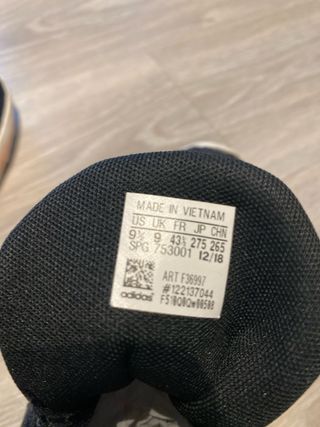 MADE IN VIETNAM
US UK FR JP CHN
9½ 9 43⅓ 275 265
SPG 753001 12/18
ART F36997
#122137044
adidas F510Q0Qw00508